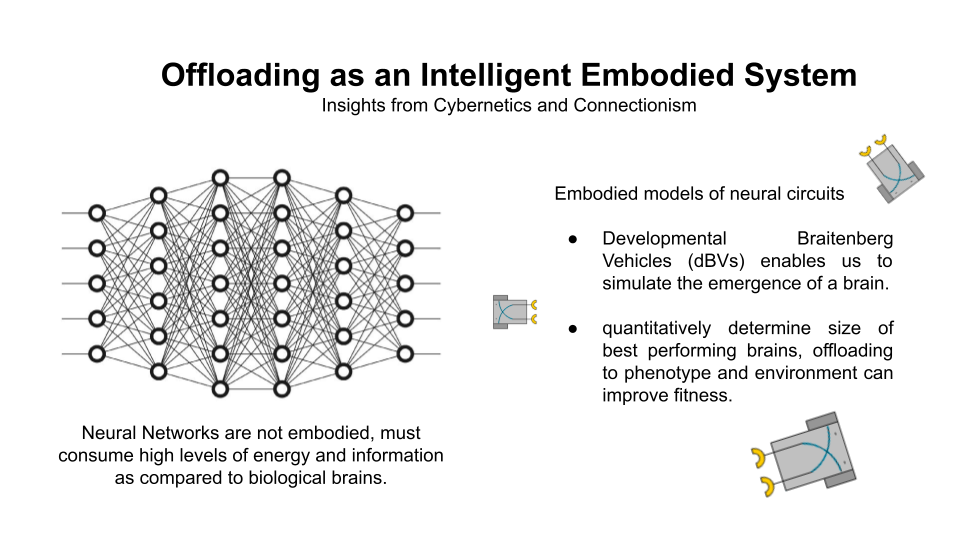 Offloading as an Intelligent Embodied System
Insights from Cybernetics and Connectionism
Neural Networks are not embodied, must
consume high levels of energy and information
as compared to biological brains.
Embodied models of neural circuits
● Developmental Braitenberg
Vehicles (dBVs) enables us to
simulate the emergence of a brain.
● quantitatively determine size of
best performing brains, offloading
to phenotype and environment can
improve fitness.